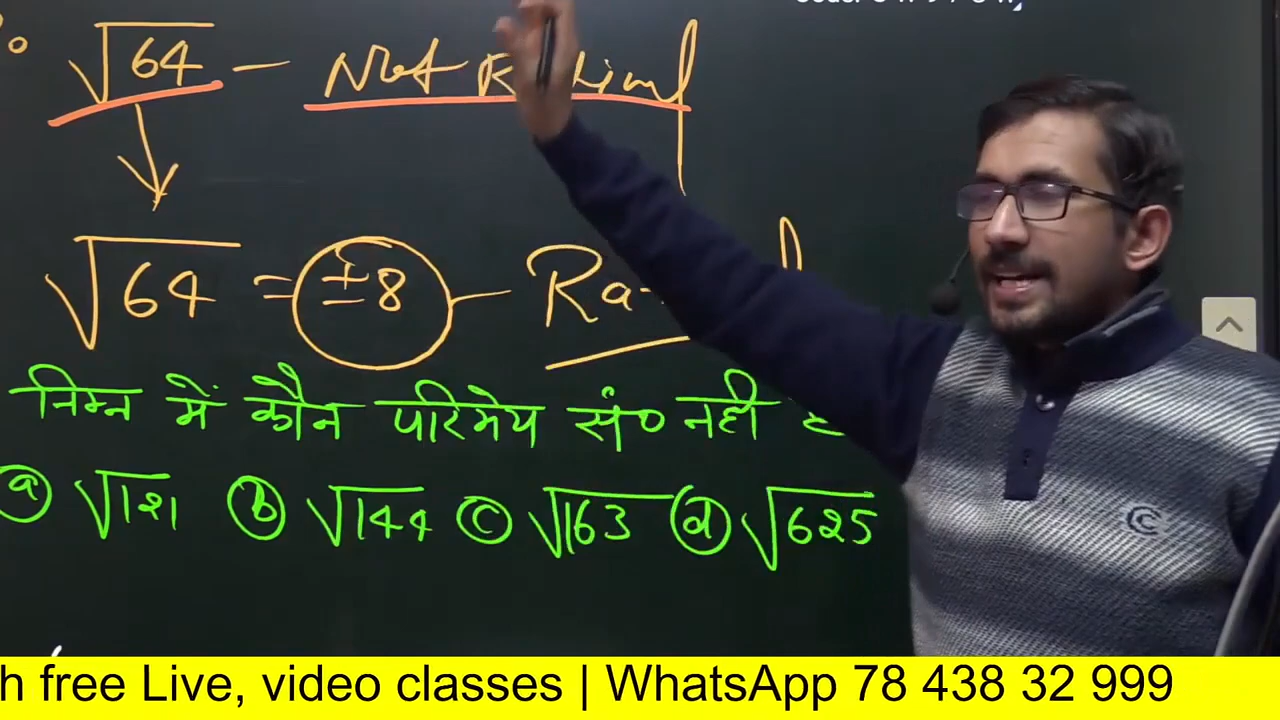 √64 — Not Rational
√64 = ±8 — Ra
निम्न में कौन परिमेय सं० नही
(a) √121 (b) √144 (c) √163 (d) √625
h free Live, video classes | WhatsApp 78 438 32 999